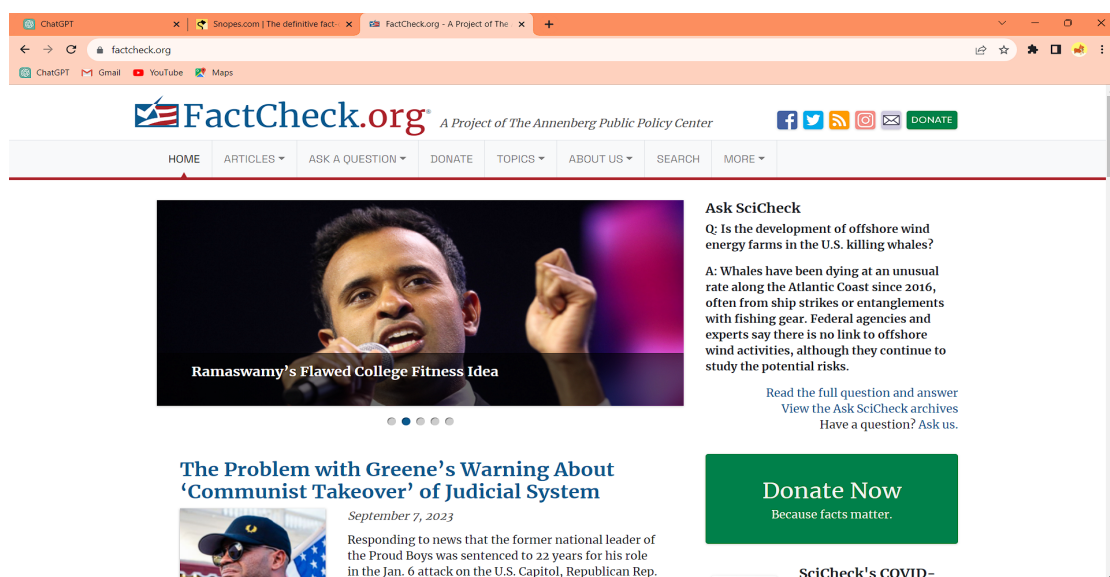 ChatGPT
Snopes.com | The definitive fact-
FactCheck.org - A Project of The
factcheck.org
ChatGPT Gmail YouTube Maps
FactCheck.org® A Project of The Annenberg Public Policy Center
DONATE
HOME ARTICLES ASK A QUESTION DONATE TOPICS ABOUT US SEARCH MORE
Ramaswamy's Flawed College Fitness Idea
Ask SciCheck
Q: Is the development of offshore wind
energy farms in the U.S. killing whales?
A: Whales have been dying at an unusual
rate along the Atlantic Coast since 2016,
often from ship strikes or entanglements
with fishing gear. Federal agencies and
experts say there is no link to offshore
wind activities, although they continue to
study the potential risks.
Read the full question and answer
View the Ask SciCheck archives
Have a question? Ask us.
The Problem with Greene's Warning About
‘Communist Takeover’ of Judicial System
September 7, 2023
Responding to news that the former national leader of
the Proud Boys was sentenced to 22 years for his role
in the Jan. 6 attack on the U.S. Capitol, Republican Rep.
Donate Now
Because facts matter.
SciCheck's COVID-